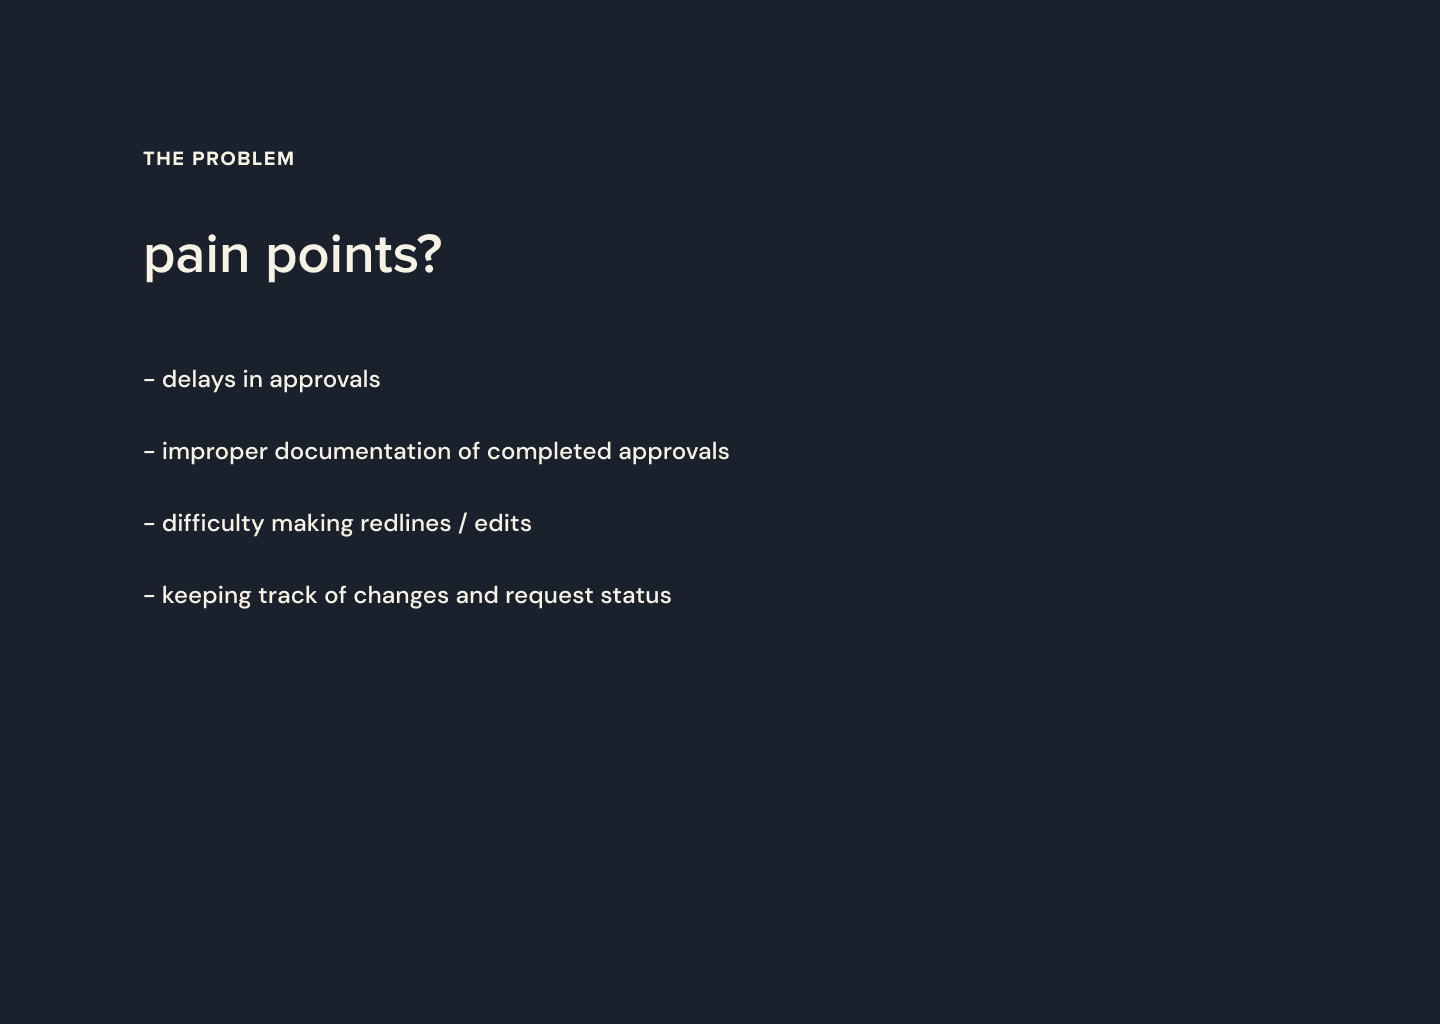 THE PROBLEM
pain points?
- delays in approvals
- improper documentation of completed approvals
- difficulty making redlines / edits
- keeping track of changes and request status